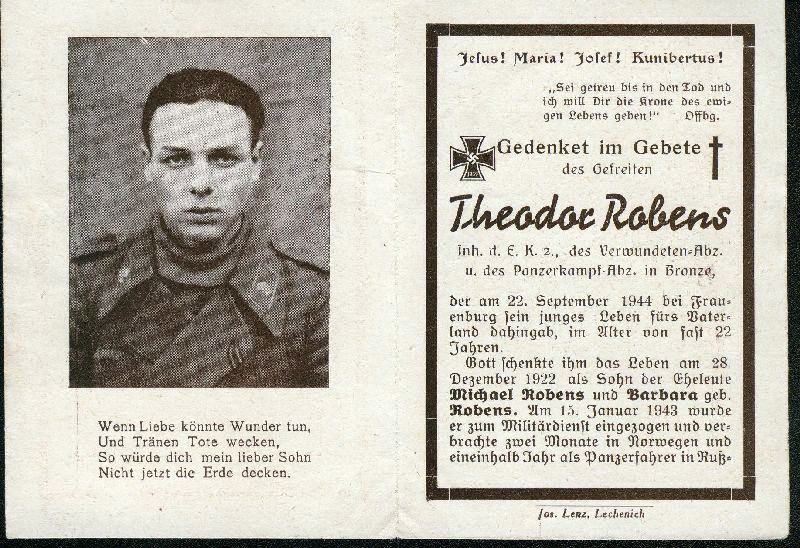 Wenn Liebe könnte Wunder tun,
Und Tränen Tote wecken,
So würde dich mein lieber Sohn
Nicht jetzt die Erde decken.
Jesus! Maria! Josef! Kunibertus!
„Sei getreu bis in den Tod und
ich will Dir die Krone des ewi-
gen Lebens geben!" Offbg.
Gedenket im Gebete
des Gefreiten
Theodor Robens
Inh. d. E. K. 2., des Verwundeten-Abz.
u. des Panzerkampf-Abz. in Bronze,
der am 22. September 1944 bei Frau-
enburg sein junges Leben fürs Vater-
land dahingab, im Alter von fast 22
Jahren.
Gott schenkte ihm das Leben am 28.
Dezember 1922 als Sohn der Eheleute
Michael Robens und Barbara geb.
Robens. Am 15. Januar 1943 wurde
er zum Militärdienst eingezogen und ver-
brachte zwei Monate in Norwegen und
eineinhalb Jahr als Panzerfahrer in Ruß-
Jos. Lenz, Lechenich